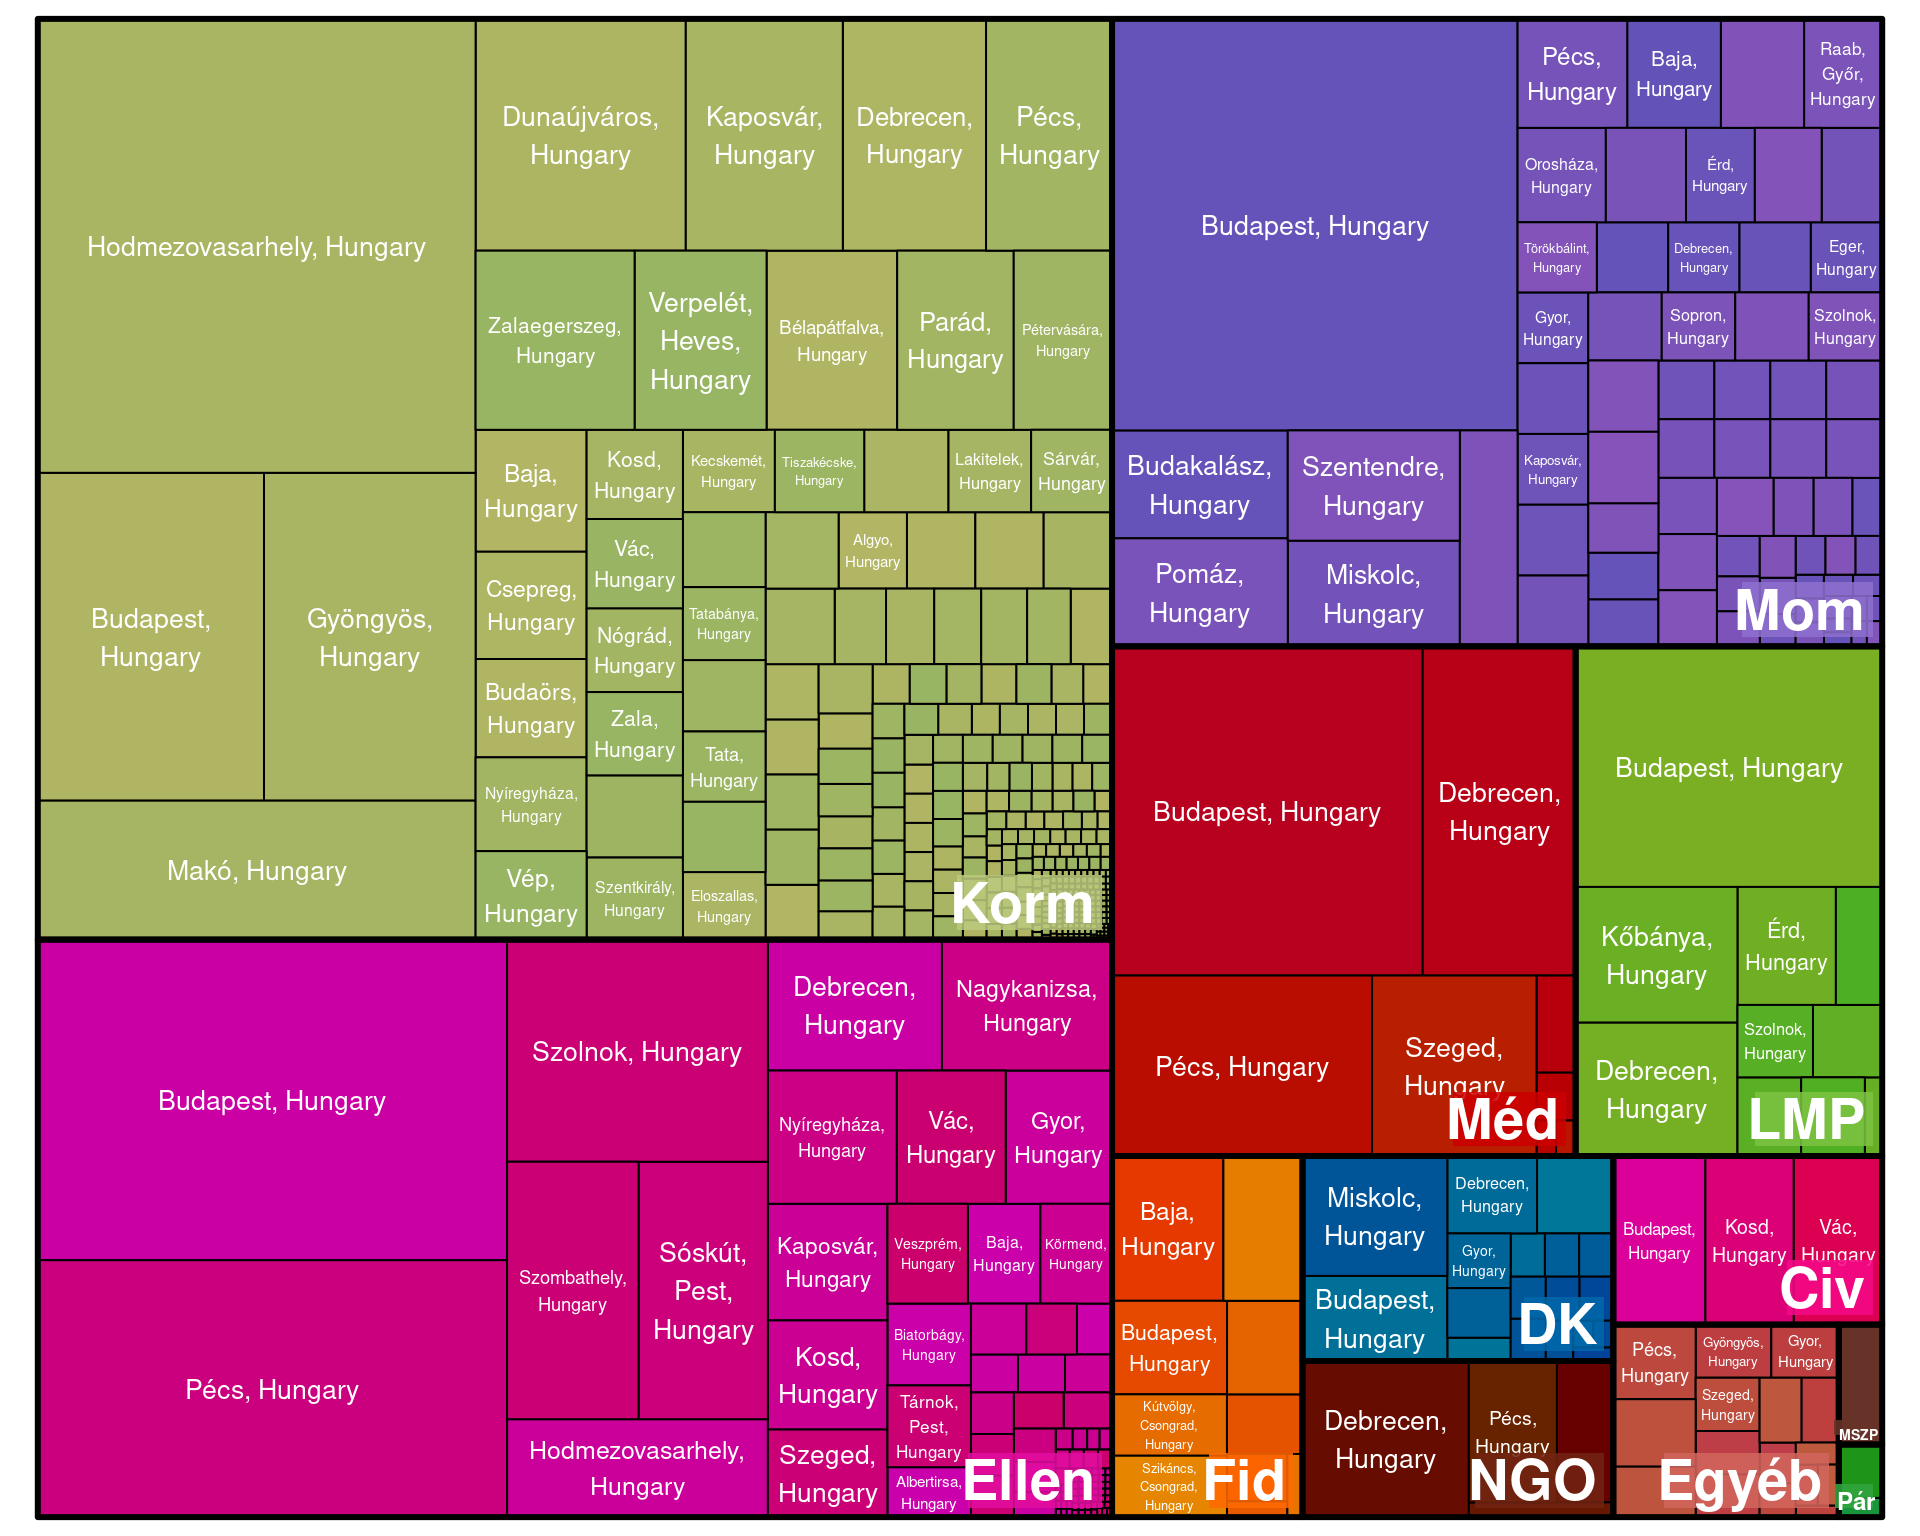 Hodmezovasarhely, Hungary
Budapest,
Hungary
Gyöngyös,
Hungary
Makó, Hungary
Dunaújváros,
Hungary
Kaposvár,
Hungary
Debrecen,
Hungary
Pécs,
Hungary
Zalaegerszeg,
Hungary
Verpelét,
Heves,
Hungary
Bélapátfalva,
Hungary
Parád,
Hungary
Pétervására,
Hungary
Baja,
Hungary
Csepreg,
Hungary
Budaörs,
Hungary
Nyíregyháza,
Hungary
Vép,
Hungary
Kosd,
Hungary
Vác,
Hungary
Nógrád,
Hungary
Zala,
Hungary
Szentkirály,
Hungary
Kecskemét,
Hungary
Tiszakécske,
Hungary
Lakitelek,
Hungary
Sárvár,
Hungary
Algyo,
Hungary
Tatabánya,
Hungary
Tata,
Hungary
Eloszallas,
Hungary
Korm
Budapest, Hungary
Budakalász,
Hungary
Szentendre,
Hungary
Pomáz,
Hungary
Miskolc,
Hungary
Pécs,
Hungary
Baja,
Hungary
Raab,
Győr,
Hungary
Orosháza,
Hungary
Érd,
Hungary
Törökbálint,
Hungary
Debrecen,
Hungary
Eger,
Hungary
Gyor,
Hungary
Sopron,
Hungary
Szolnok,
Hungary
Kaposvár,
Hungary
Mom
Budapest, Hungary
Pécs, Hungary
Szolnok, Hungary
Szombathely,
Hungary
Sóskút,
Pest,
Hungary
Hodmezovasarhely,
Hungary
Debrecen,
Hungary
Nagykanizsa,
Hungary
Nyíregyháza,
Hungary
Vác,
Hungary
Gyor,
Hungary
Kaposvár,
Hungary
Kosd,
Hungary
Szeged,
Hungary
Veszprém,
Hungary
Baja,
Hungary
Körmend,
Hungary
Biatorbágy,
Hungary
Tárnok,
Pest,
Hungary
Albertirsa,
Hungary
Ellen
Budapest, Hungary
Debrecen,
Hungary
Pécs, Hungary
Szeged,
Hungary
Méd
Budapest, Hungary
Kőbánya,
Hungary
Debrecen,
Hungary
Érd,
Hungary
Szolnok,
Hungary
LMP
Baja,
Hungary
Budapest,
Hungary
Kútvölgy,
Csongrad,
Hungary
Szikáncs,
Csongrad,
Hungary
Fid
Miskolc,
Hungary
Budapest,
Hungary
Debrecen,
Hungary
Gyor,
Hungary
DK
Debrecen,
Hungary
Pécs,
Hungary
NGO
Budapest,
Hungary
Kosd,
Hungary
Vác,
Hungary
Civ
Pécs,
Hungary
Gyöngyös,
Hungary
Gyor,
Hungary
Szeged,
Hungary
Egyéb
MSZP
Pár